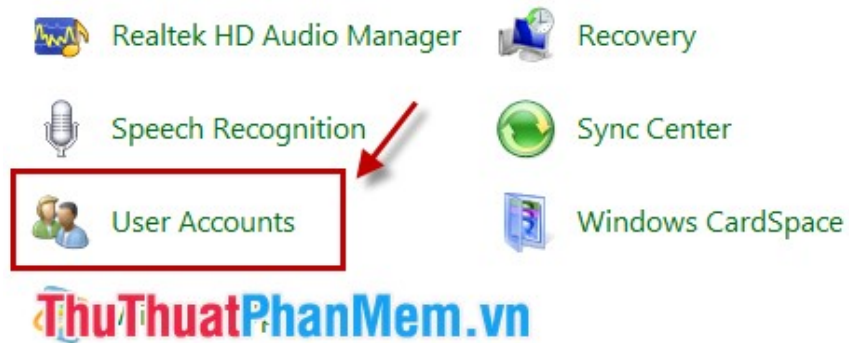 Realtek HD Audio Manager Recovery
Speech Recognition Sync Center
User Accounts Windows CardSpace
ThuThuatPhanMem.vn